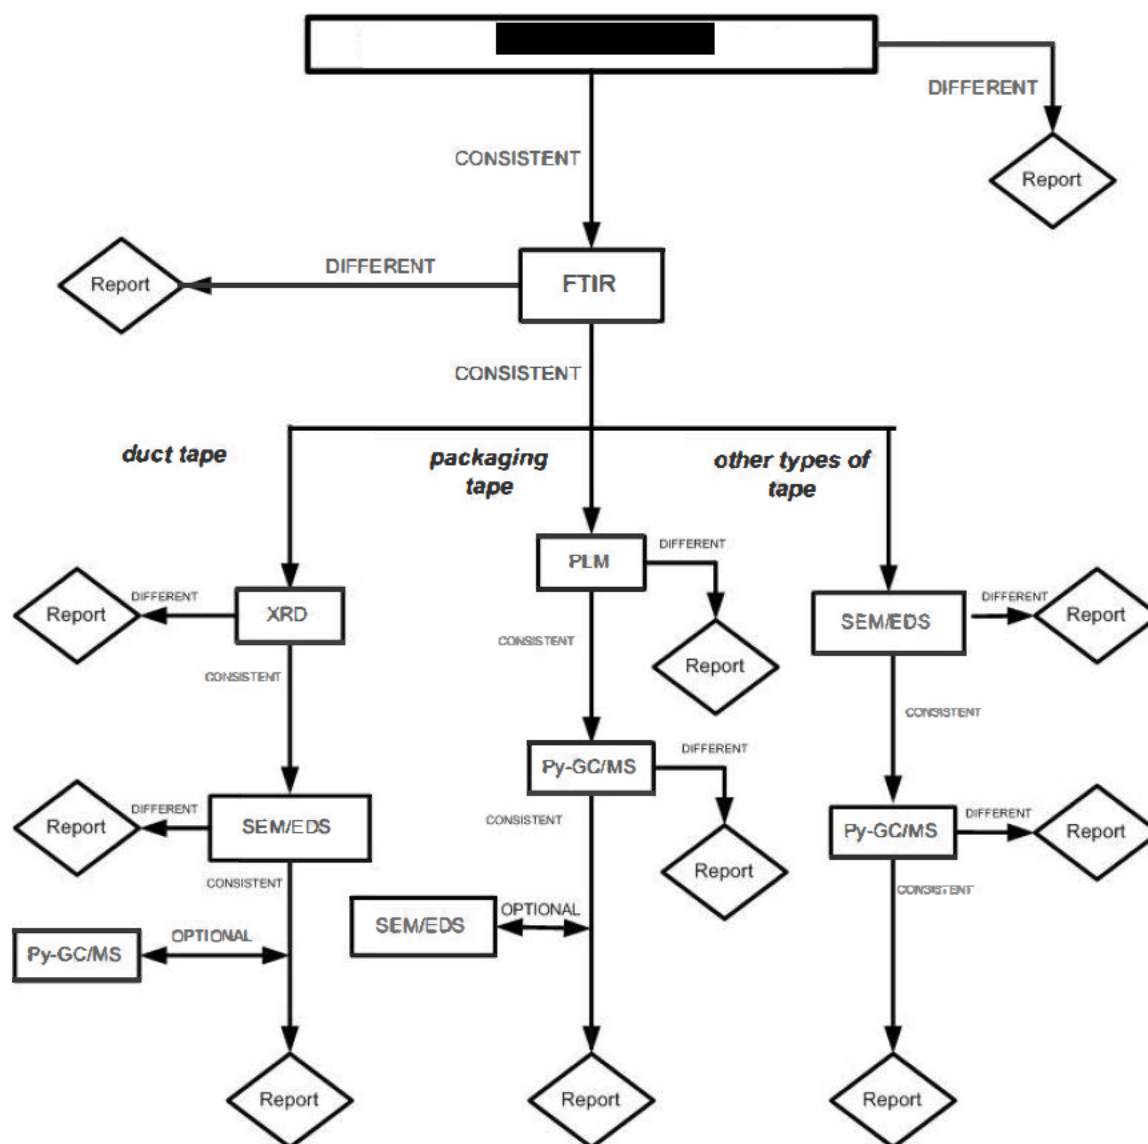 DIFFERENT
CONSISTENT
Report
DIFFERENT
Report
FTIR
CONSISTENT
duct tape
packaging
tape
other types of
tape
DIFFERENT
PLM
DIFFERENT
DIFFERENT
Report
XRD
SEM/EDS
Report
CONSISTENT
Report
CONSISTENT
CONSISTENT
DIFFERENT
Py-GC/MS
DIFFERENT
DIFFERENT
Report
SEM/EDS
CONSISTENT
Py-GC/MS
Report
Report
CONSISTENT
CONSISTENT
OPTIONAL
SEM/EDS
OPTIONAL
Py-GC/MS
Report
Report
Report